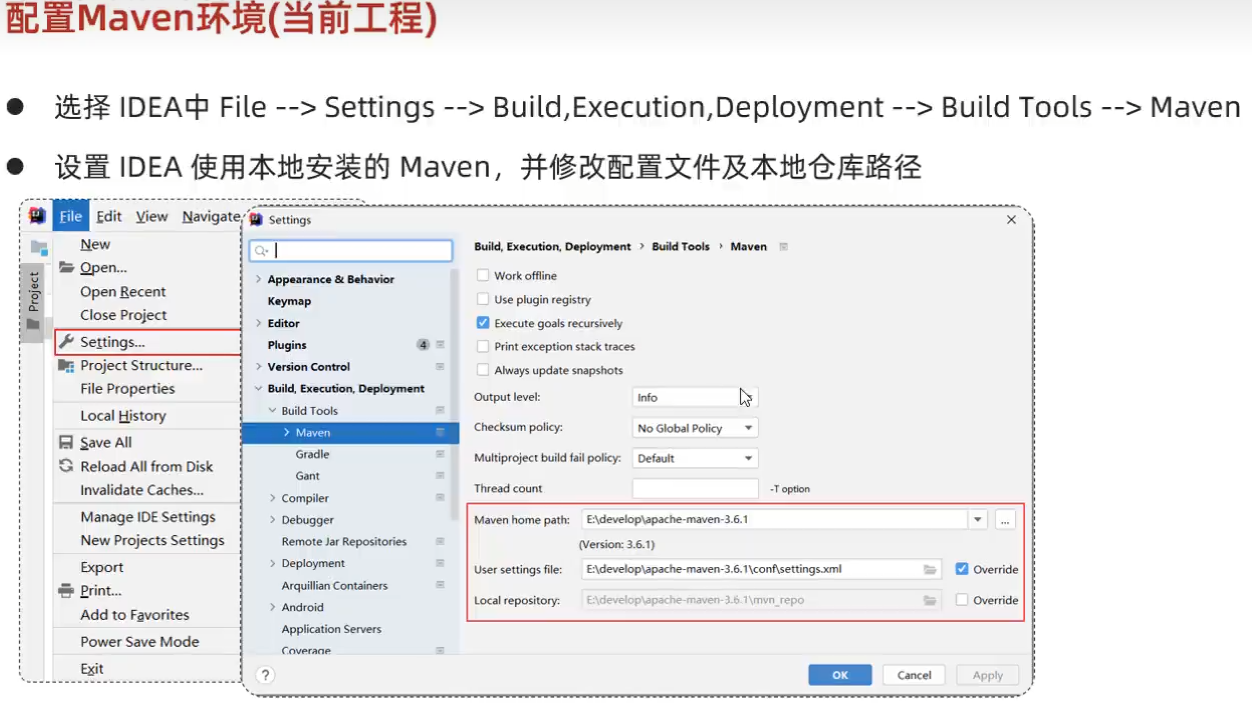 配置Maven环境(当前工程)
● 选择 IDEA中 File --> Settings --> Build,Execution,Deployment --> Build Tools --> Maven
● 设置 IDEA 使用本地安装的 Maven，并修改配置文件及本地仓库路径
File Edit View Navigate
Project
New
Open...
Open Recent
Close Project
Settings...
Project Structure...
File Properties
Local History
Save All
Reload All from Disk
Invalidate Caches...
Manage IDE Settings
New Projects Settings
Export
Print...
Add to Favorites
Power Save Mode
Exit
Settings
Appearance & Behavior
Keymap
Editor
Plugins 4
Version Control
Build, Execution, Deployment
Build Tools
Maven
Gradle
Gant
Compiler
Debugger
Remote Jar Repositories
Deployment
Arquillian Containers
Android
Application Servers
Coverage
?
Build, Execution, Deployment › Build Tools › Maven
Work offline
Use plugin registry
Execute goals recursively
Print exception stack traces
Always update snapshots
Output level: Info
Checksum policy: No Global Policy
Multiproject build fail policy: Default
Thread count -T option
Maven home path: E:\develop\apache-maven-3.6.1 ...
(Version: 3.6.1)
User settings file: E:\develop\apache-maven-3.6.1\conf\settings.xml Override
Local repository: E:\develop\apache-maven-3.6.1\mvn_repo Override
OK Cancel Apply